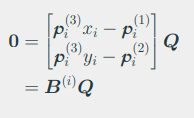 0 = [ p_i^(3) x_i − p_i^(1)
p_i^(3) y_i − p_i^(2) ] Q
= B^(i) Q